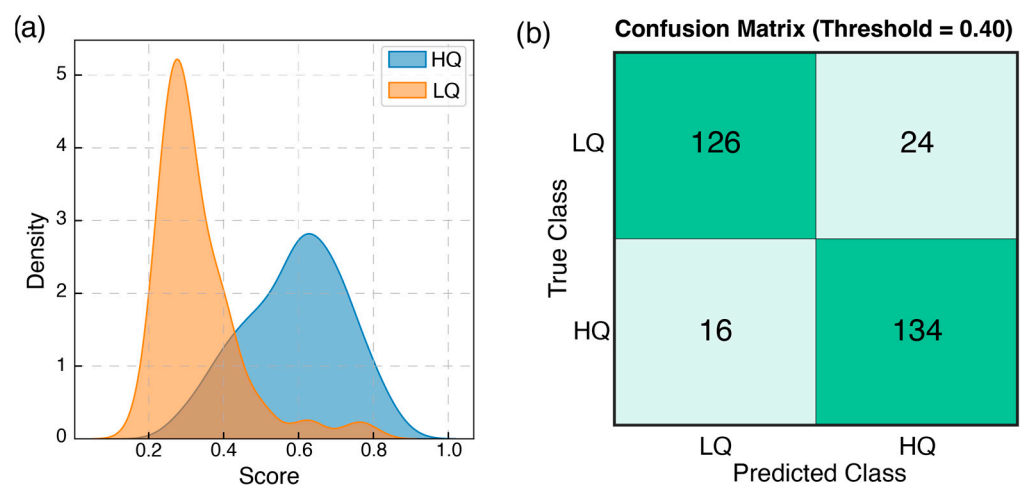 (a)
HQ
LQ
5
4
3
2
1
0
0.2 0.4 0.6 0.8 1.0
Density
Score
(b)
Confusion Matrix (Threshold = 0.40)
LQ
126 24
HQ
16 134
True Class
LQ HQ
Predicted Class